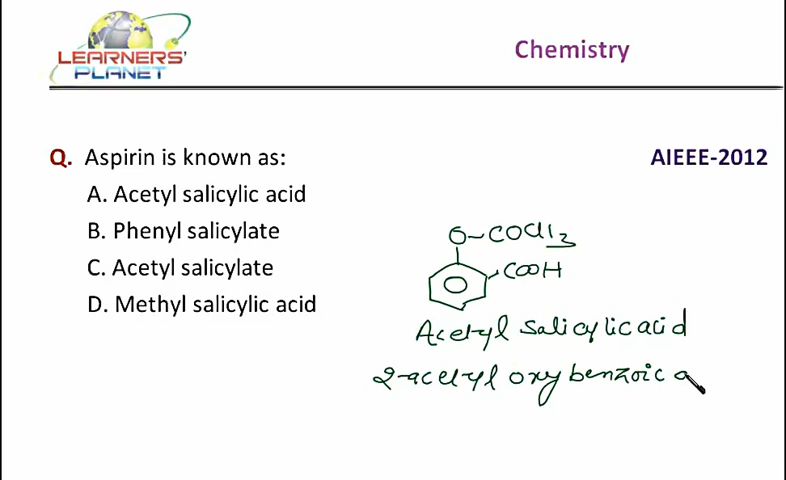 LEARNERS'
PLANET
Chemistry
Q. Aspirin is known as:
AIEEE-2012
A. Acetyl salicylic acid
B. Phenyl salicylate
C. Acetyl salicylate
D. Methyl salicylic acid
O-COCH3
COOH
Acetyl salicylic acid
2-acetyl oxy benzoic a